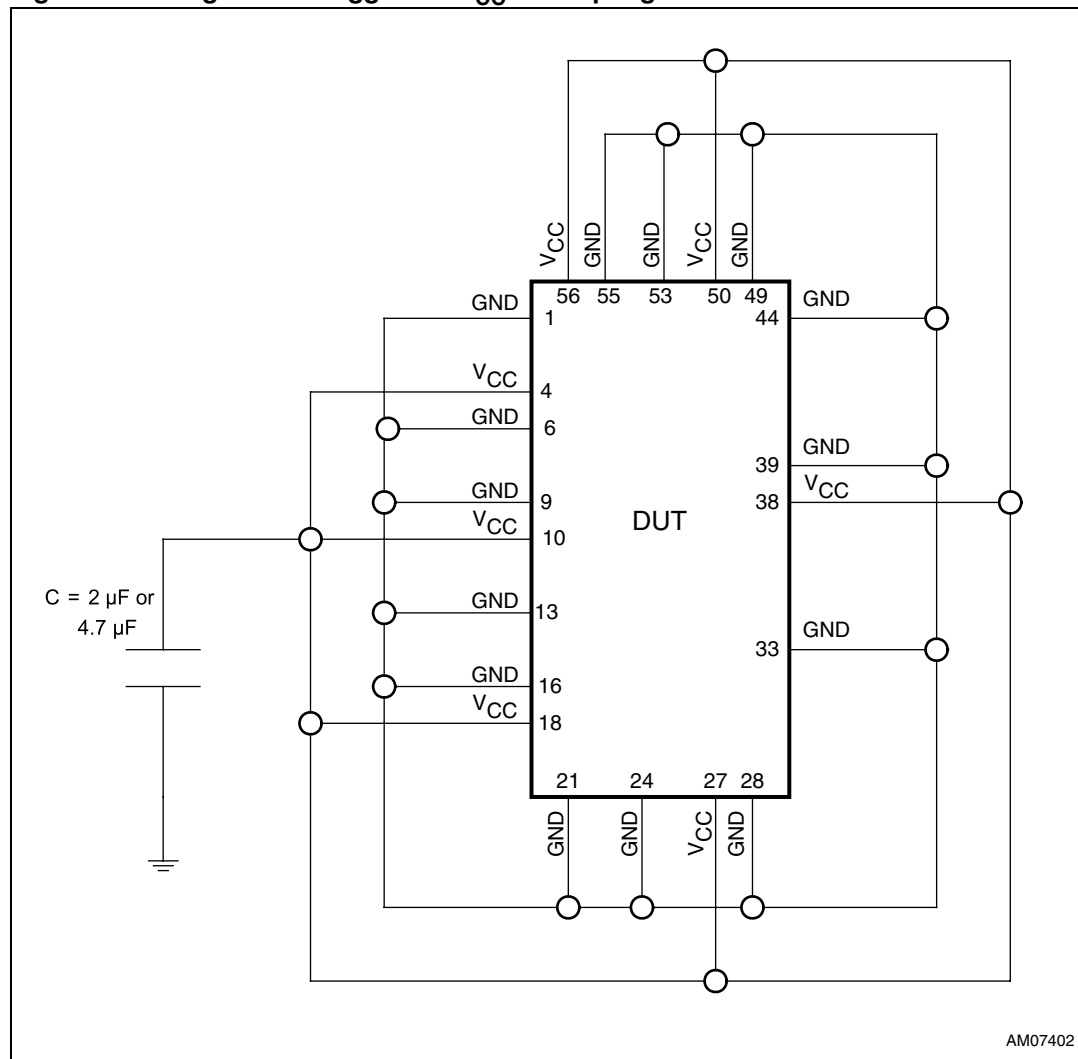 VCC
GND
GND
VCC
GND
56 55 53 50 49
GND 1
44 GND
VCC 4
GND 6
39 GND
GND 9
38 VCC
VCC 10
DUT
C = 2 µF or
4.7 µF
GND 13
33 GND
GND 16
VCC 18
21 24 27 28
GND
GND
VCC
GND
AM07402